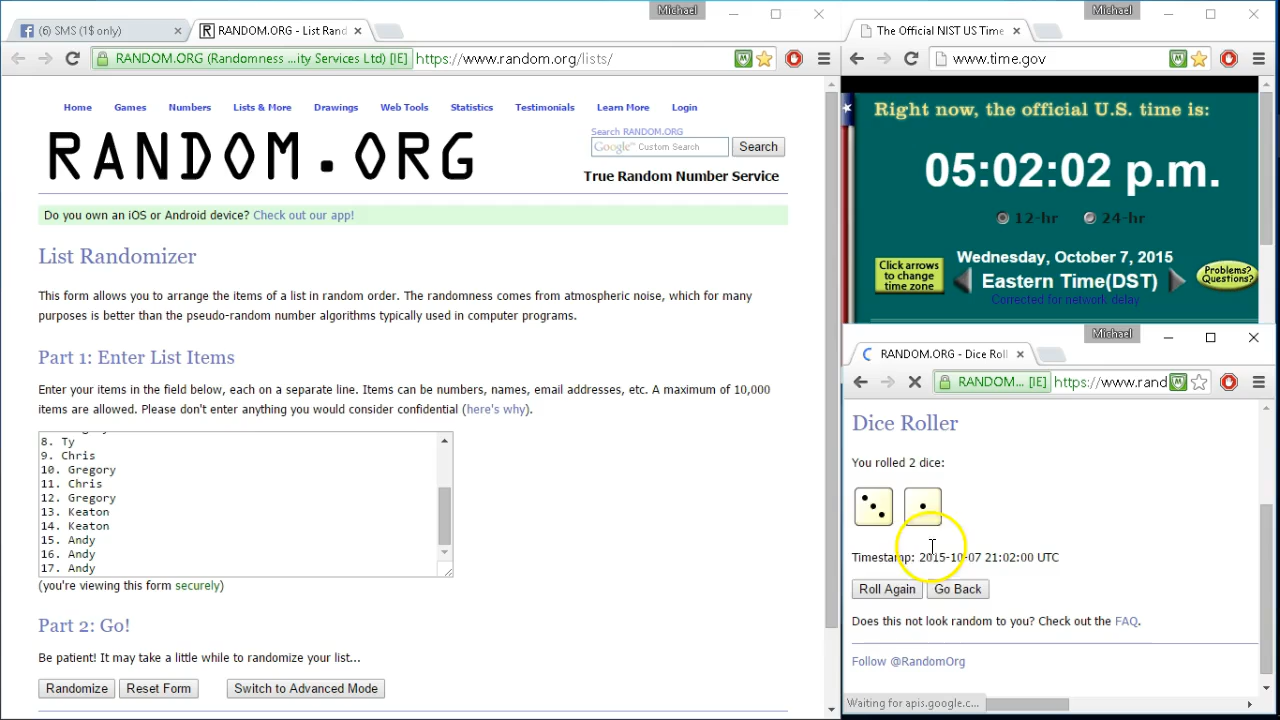 Michael
(6) SMS (1$ only)
RANDOM.ORG - List Rand
RANDOM.ORG (Randomness ...ity Services Ltd) [IE]
https://www.random.org/lists/
Home Games Numbers Lists & More Drawings Web Tools Statistics Testimonials Learn More Login
RANDOM.ORG
Search RANDOM.ORG
Google™ Custom Search
Search
True Random Number Service
Do you own an iOS or Android device? Check out our app!
List Randomizer
This form allows you to arrange the items of a list in random order. The randomness comes from atmospheric noise, which for many
purposes is better than the pseudo-random number algorithms typically used in computer programs.
Part 1: Enter List Items
Enter your items in the field below, each on a separate line. Items can be numbers, names, email addresses, etc. A maximum of 10,000
items are allowed. Please don't enter anything you would consider confidential (here's why).
8. Ty
9. Chris
10. Gregory
11. Chris
12. Gregory
13. Keaton
14. Keaton
15. Andy
16. Andy
17. Andy
(you're viewing this form securely)
Part 2: Go!
Be patient! It may take a little while to randomize your list...
Randomize Reset Form Switch to Advanced Mode
Michael
The Official NIST US Time
www.time.gov
Right now, the official U.S. time is:
05:02:02 p.m.
12-hr 24-hr
Click arrows
to change
time zone
Wednesday, October 7, 2015
Eastern Time(DST)
Corrected for network delay
Problems?
Questions?
Michael
RANDOM.ORG - Dice Roll
RANDOM... [IE]
https://www.rand
Dice Roller
You rolled 2 dice:
Timestamp: 2015-10-07 21:02:00 UTC
Roll Again Go Back
Does this not look random to you? Check out the FAQ.
Follow @RandomOrg
Waiting for apis.google.c...